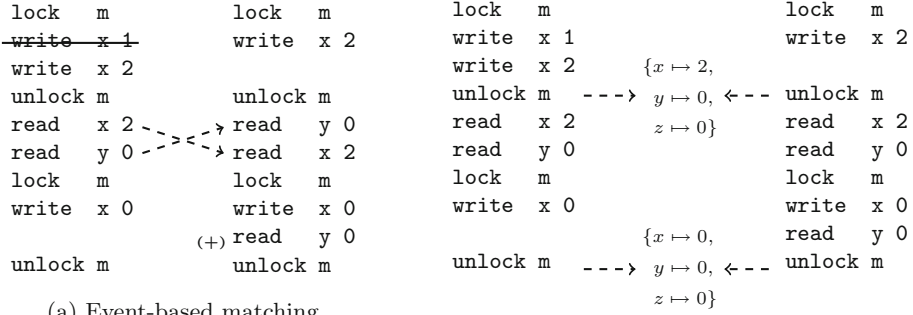 lock m
write x 1
write x 2
unlock m
read x 2
read y 0
lock m
write x 0
unlock m
lock m
write x 2
unlock m
read y 0
read x 2
lock m
write x 0
(+) read y 0
unlock m
(a) Event-based matching
lock m
write x 1
write x 2
unlock m
read x 2
read y 0
lock m
write x 0
unlock m
{x ↦ 2,
y ↦ 0,
z ↦ 0}
{x ↦ 0,
y ↦ 0,
z ↦ 0}
lock m
write x 2
unlock m
read x 2
read y 0
lock m
write x 0
read y 0
unlock m